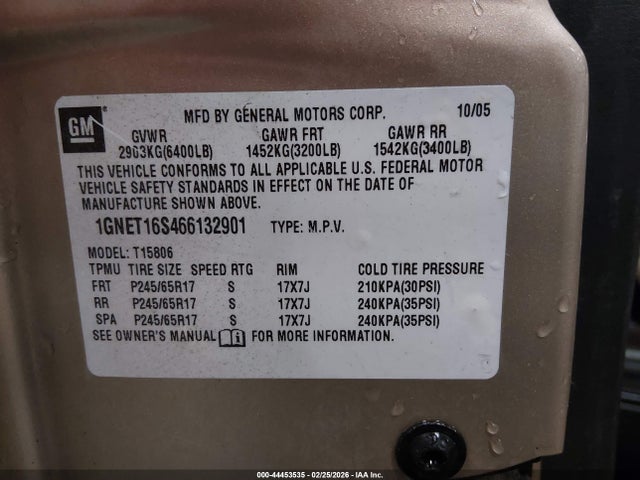 GM
MFD BY GENERAL MOTORS CORP. 10/05
GVWR GAWR FRT GAWR RR
2903KG(6400LB) 1452KG(3200LB) 1542KG(3400LB)
THIS VEHICLE CONFORMS TO ALL APPLICABLE U.S. FEDERAL MOTOR
VEHICLE SAFETY STANDARDS IN EFFECT ON THE DATE OF
MANUFACTURE SHOWN ABOVE.
1GNET16S466132901 TYPE: M.P.V.
MODEL: T15806
TPMU TIRE SIZE SPEED RTG RIM COLD TIRE PRESSURE
FRT P245/65R17 S 17X7J 210KPA(30PSI)
RR P245/65R17 S 17X7J 240KPA(35PSI)
SPA P245/65R17 S 17X7J 240KPA(35PSI)
SEE OWNER'S MANUAL FOR MORE INFORMATION.
000-44453535 - 02/25/2026 - IAA Inc.